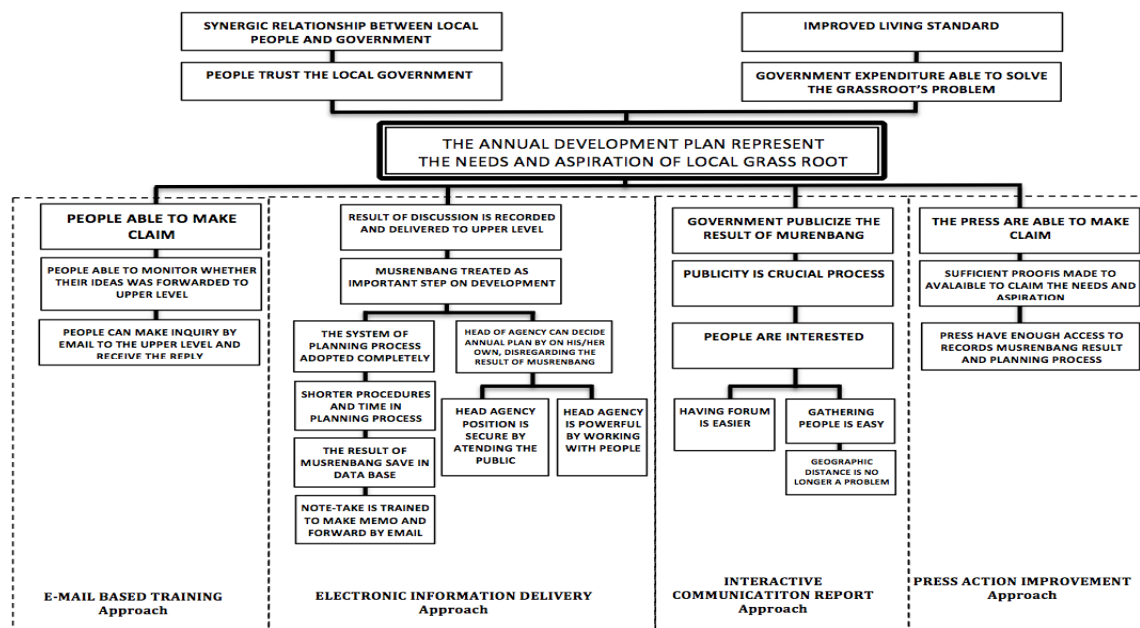 SYNERGIC RELATIONSHIP BETWEEN LOCAL
PEOPLE AND GOVERNMENT
IMPROVED LIVING STANDARD
PEOPLE TRUST THE LOCAL GOVERNMENT
GOVERNMENT EXPENDITURE ABLE TO SOLVE
THE GRASSROOT'S PROBLEM
THE ANNUAL DEVELOPMENT PLAN REPRESENT
THE NEEDS AND ASPIRATION OF LOCAL GRASS ROOT
PEOPLE ABLE TO MAKE
CLAIM
PEOPLE ABLE TO MONITOR WHETHER
THEIR IDEAS WAS FORWARDED TO
UPPER LEVEL
PEOPLE CAN MAKE INQUIRY BY
EMAIL TO THE UPPER LEVEL AND
RECEIVE THE REPLY
E-MAIL BASED TRAINING
Approach
RESULT OF DISCUSSION IS RECORDED
AND DELIVERED TO UPPER LEVEL
MUSRENBANG TREATED AS
IMPORTANT STEP ON DEVELOPMENT
THE SYSTEM OF
PLANNING PROCESS
ADOPTED COMPLETELY
SHORTER PROCEDURES
AND TIME IN
PLANNING PROCESS
THE RESULT OF
MUSRENBANG SAVE IN
DATA BASE
NOTE-TAKE IS TRAINED
TO MAKE MEMO AND
FORWARD BY EMAIL
HEAD OF AGENCY CAN DECIDE
ANNUAL PLAN BY ON HIS/HER
OWN, DISREGARDING THE
RESULT OF MUSRENBANG
HEAD AGENCY
POSITION IS
SECURE BY
ATENDING THE
PUBLIC
HEAD AGENCY
IS POWERFUL
BY WORKING
WITH PEOPLE
ELECTRONIC INFORMATION DELIVERY
Approach
GOVERNMENT PUBLICIZE THE
RESULT OF MURENBANG
PUBLICITY IS CRUCIAL PROCESS
PEOPLE ARE INTERESTED
HAVING FORUM
IS EASIER
GATHERING
PEOPLE IS EASY
GEOGRAPHIC
DISTANCE IS NO
LONGER A PROBLEM
INTERACTIVE
COMMUNICATITON REPORT
Approach
THE PRESS ARE ABLE TO MAKE
CLAIM
SUFFICIENT PROOFIS MADE TO
AVALAIBLE TO CLAIM THE NEEDS AND
ASPIRATION
PRESS HAVE ENOUGH ACCESS TO
RECORDS MUSRENBANG RESULT
AND PLANNING PROCESS
PRESS ACTION IMPROVEMENT
Approach